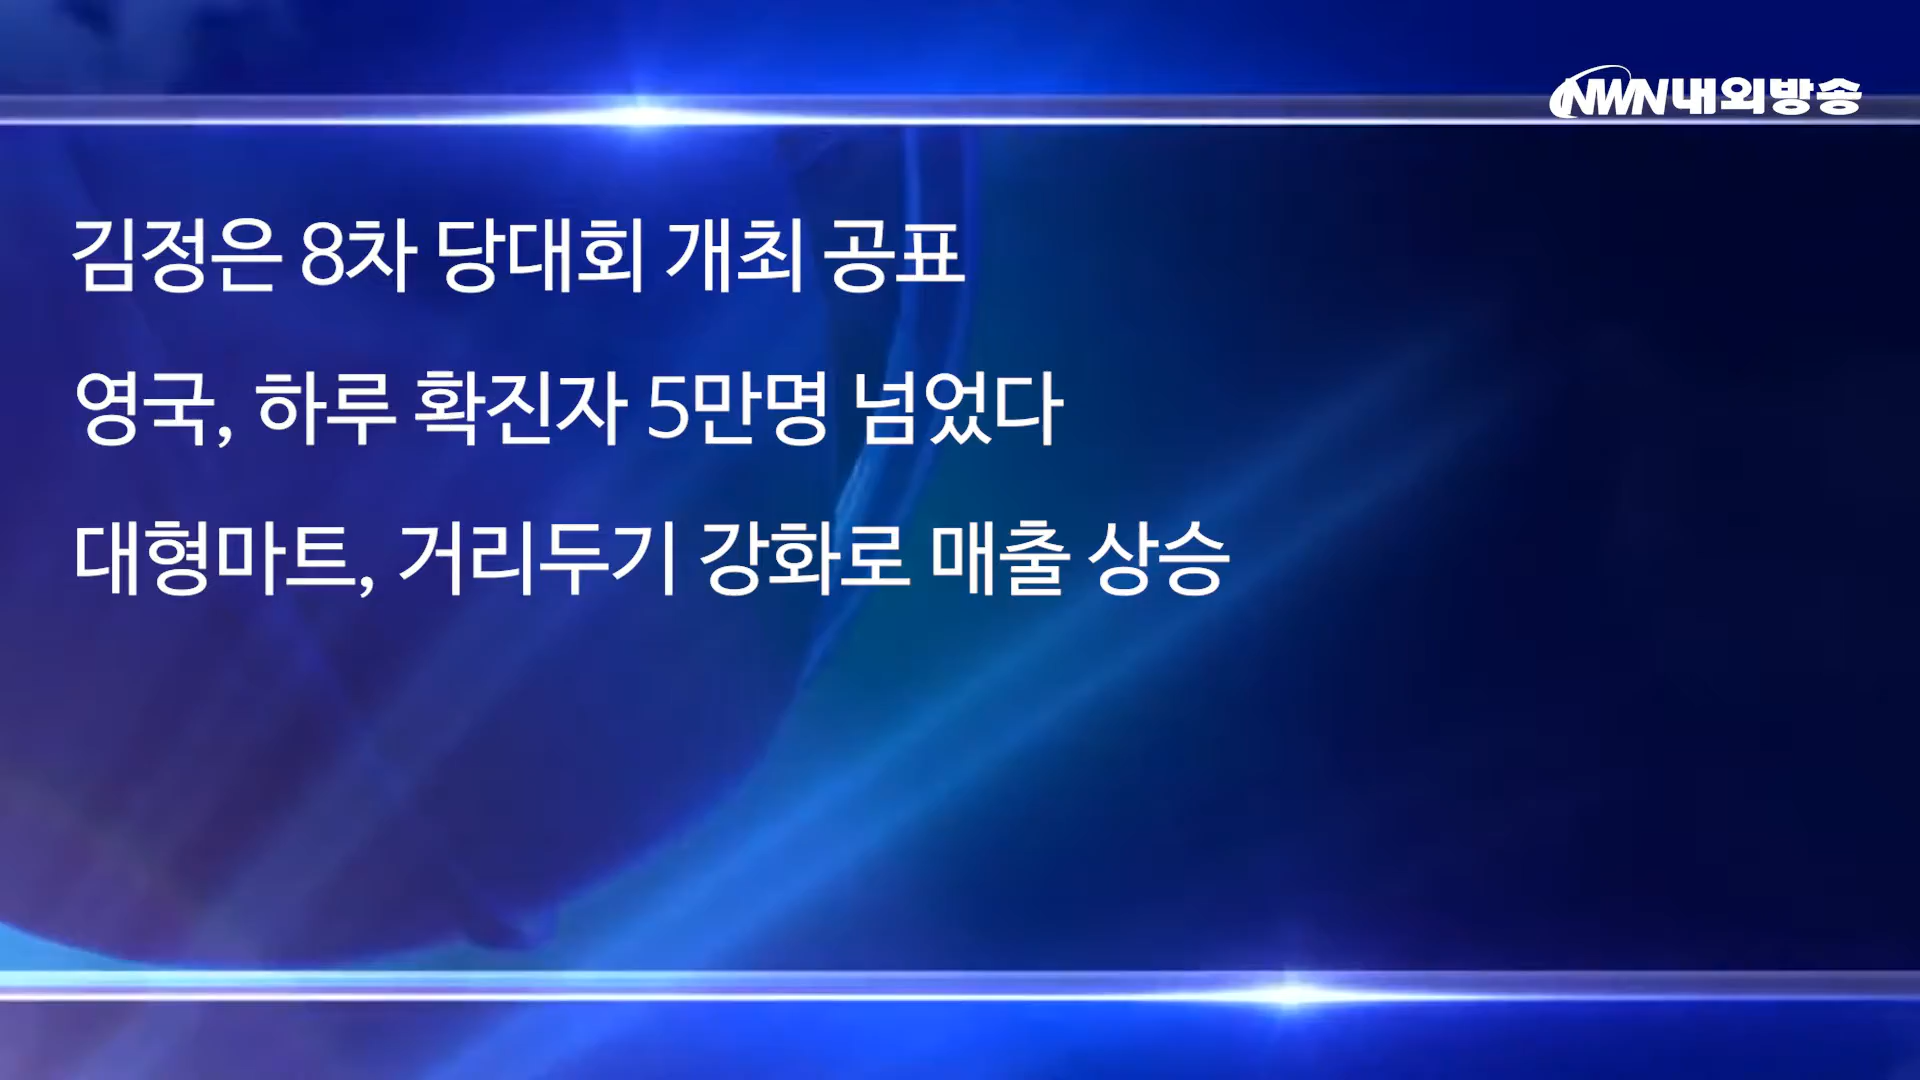 NWN내외방송
김정은 8차 당대회 개최 공표
영국, 하루 확진자 5만명 넘었다
대형마트, 거리두기 강화로 매출 상승